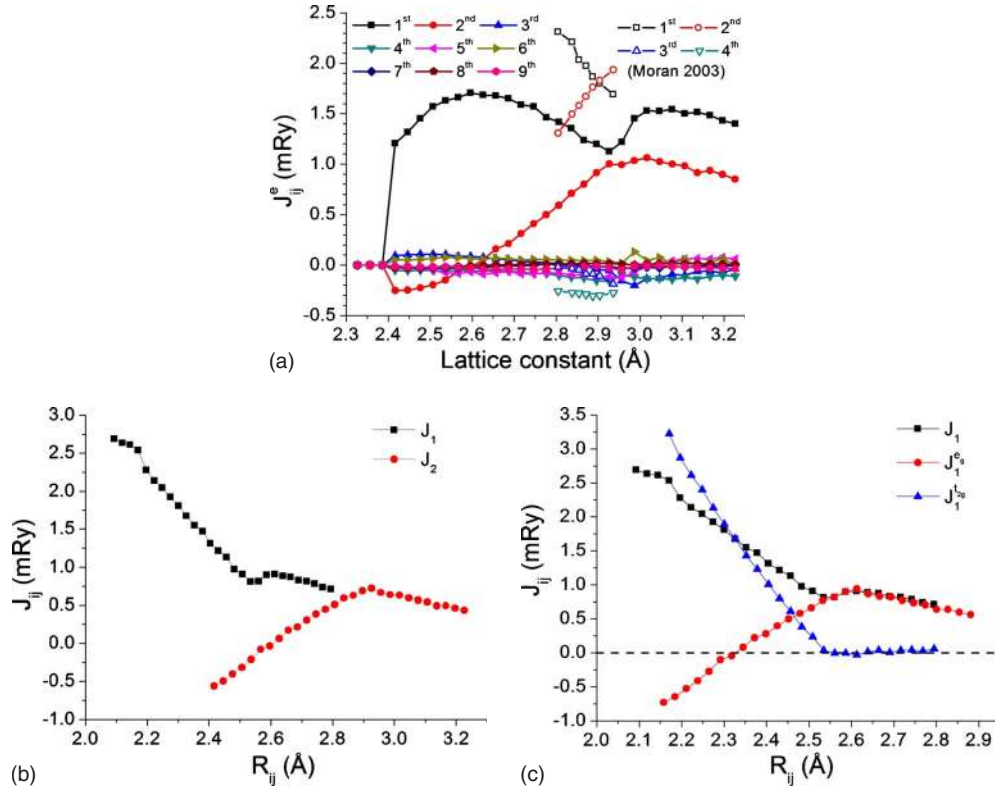 (a)
J_ij^e (mRy)
2.5
2.0
1.5
1.0
0.5
0.0
-0.5
1st 2nd 3rd
4th 5th 6th
7th 8th 9th
1st 2nd
3rd 4th
(Moran 2003)
2.3 2.4 2.5 2.6 2.7 2.8 2.9 3.0 3.1 3.2
Lattice constant (Å)
(b)
J_ij (mRy)
3.0
2.5
2.0
1.5
1.0
0.5
0.0
-0.5
-1.0
J_1
J_2
2.0 2.2 2.4 2.6 2.8 3.0 3.2
R_ij (Å)
(c)
J_ij (mRy)
3.5
3.0
2.5
2.0
1.5
1.0
0.5
0.0
-0.5
-1.0
J_1
J_1^e_g
J_1^t_2g
2.0 2.1 2.2 2.3 2.4 2.5 2.6 2.7 2.8 2.9
R_ij (Å)